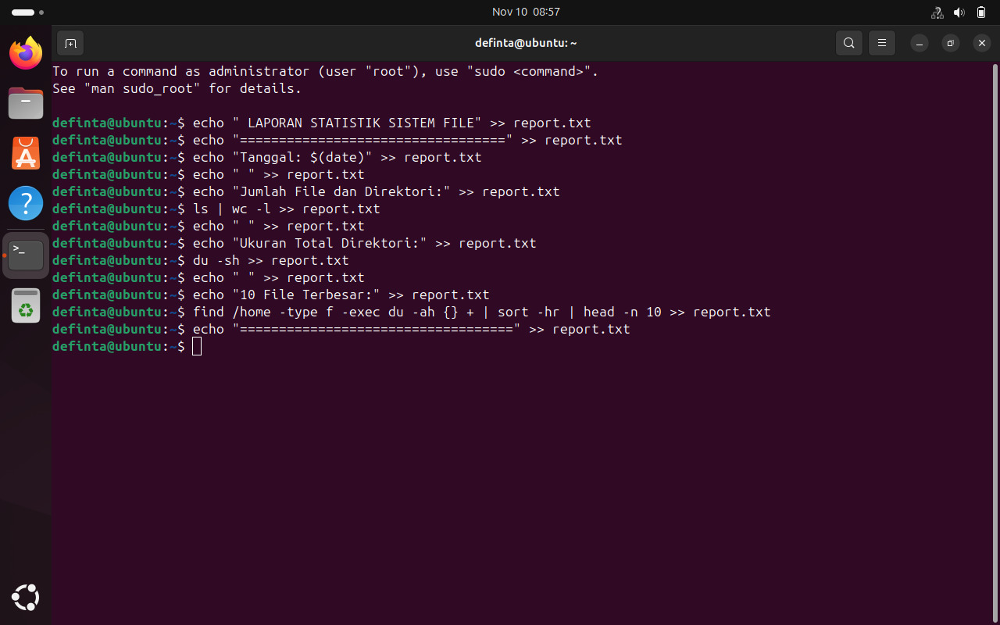 Nov 10 08:57
definta@ubuntu: ~
To run a command as administrator (user "root"), use "sudo <command>".
See "man sudo_root" for details.
definta@ubuntu:~$ echo " LAPORAN STATISTIK SISTEM FILE" >> report.txt
definta@ubuntu:~$ echo "==================================" >> report.txt
definta@ubuntu:~$ echo "Tanggal: $(date)" >> report.txt
definta@ubuntu:~$ echo " " >> report.txt
definta@ubuntu:~$ echo "Jumlah File dan Direktori:" >> report.txt
definta@ubuntu:~$ ls | wc -l >> report.txt
definta@ubuntu:~$ echo " " >> report.txt
definta@ubuntu:~$ echo "Ukuran Total Direktori:" >> report.txt
definta@ubuntu:~$ du -sh >> report.txt
definta@ubuntu:~$ echo " " >> report.txt
definta@ubuntu:~$ echo "10 File Terbesar:" >> report.txt
definta@ubuntu:~$ find /home -type f -exec du -ah {} + | sort -hr | head -n 10 >> report.txt
definta@ubuntu:~$ echo "===================================" >> report.txt
definta@ubuntu:~$